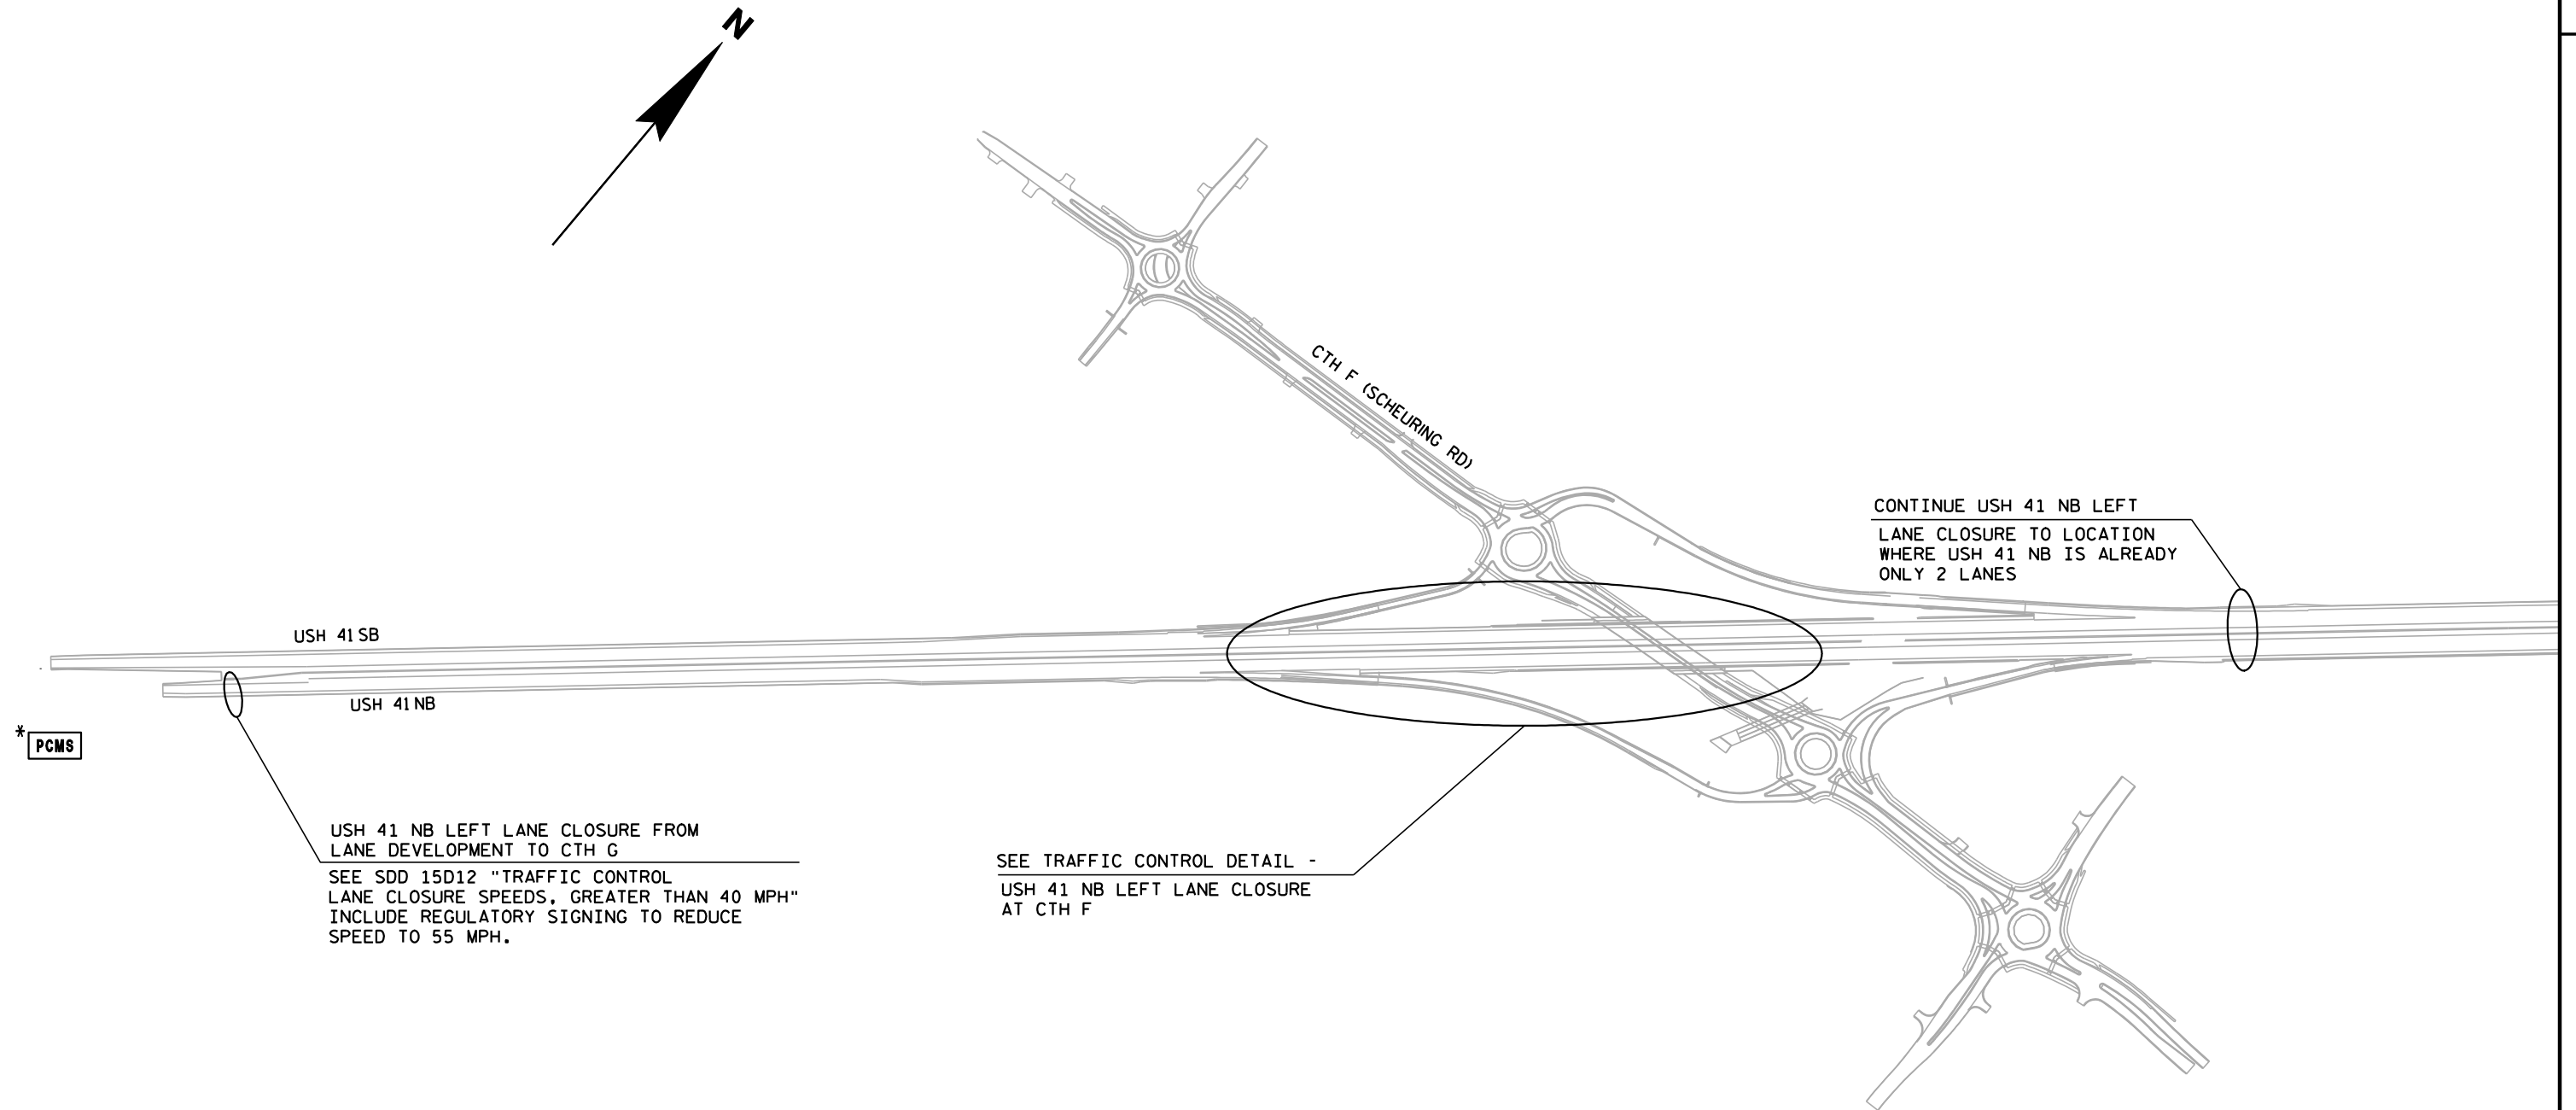 N
CTH F (SCHEURING RD)
CONTINUE USH 41 NB LEFT
LANE CLOSURE TO LOCATION
WHERE USH 41 NB IS ALREADY
ONLY 2 LANES
USH 41 SB
USH 41 NB
* PCMS
USH 41 NB LEFT LANE CLOSURE FROM
LANE DEVELOPMENT TO CTH G
SEE SDD 15D12 "TRAFFIC CONTROL
LANE CLOSURE SPEEDS, GREATER THAN 40 MPH"
INCLUDE REGULATORY SIGNING TO REDUCE
SPEED TO 55 MPH.
SEE TRAFFIC CONTROL DETAIL -
USH 41 NB LEFT LANE CLOSURE
AT CTH F